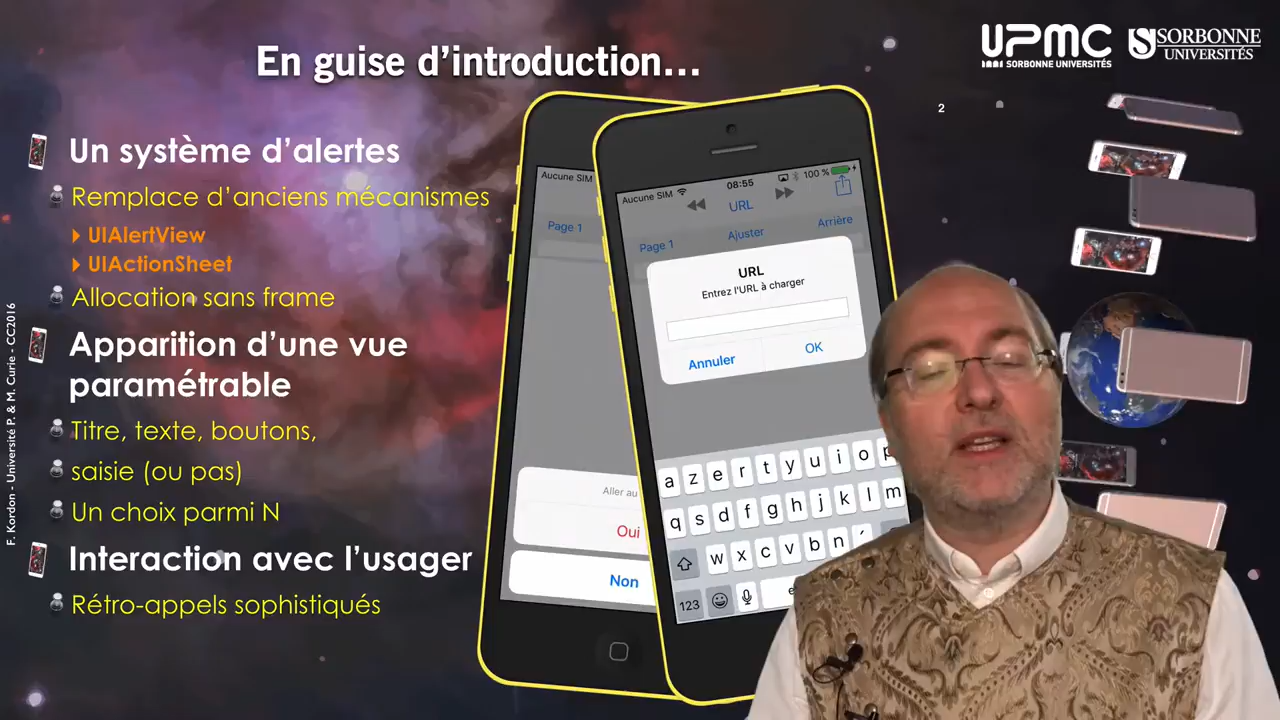 En guise d'introduction...
UPMC
SORBONNE UNIVERSITÉS
SORBONNE
UNIVERSITÉS
2
Un système d'alertes
Remplace d'anciens mécanismes
UIAlertView
UIActionSheet
Allocation sans frame
Apparition d'une vue
paramétrable
Titre, texte, boutons,
saisie (ou pas)
Un choix parmi N
Interaction avec l'usager
Rétro-appels sophistiqués
F. Kordon - Université P. & M. Curie - CC2016
Aucune SIM
Page 1
Aller au
Oui
Non
Aucune SIM 08:55 100 %
URL
Page 1 Ajuster Arrière
URL
Entrez l'URL à charger
Annuler OK
a z e r t y u i o p
q s d f g h j k l m
w x c v b n ´
123